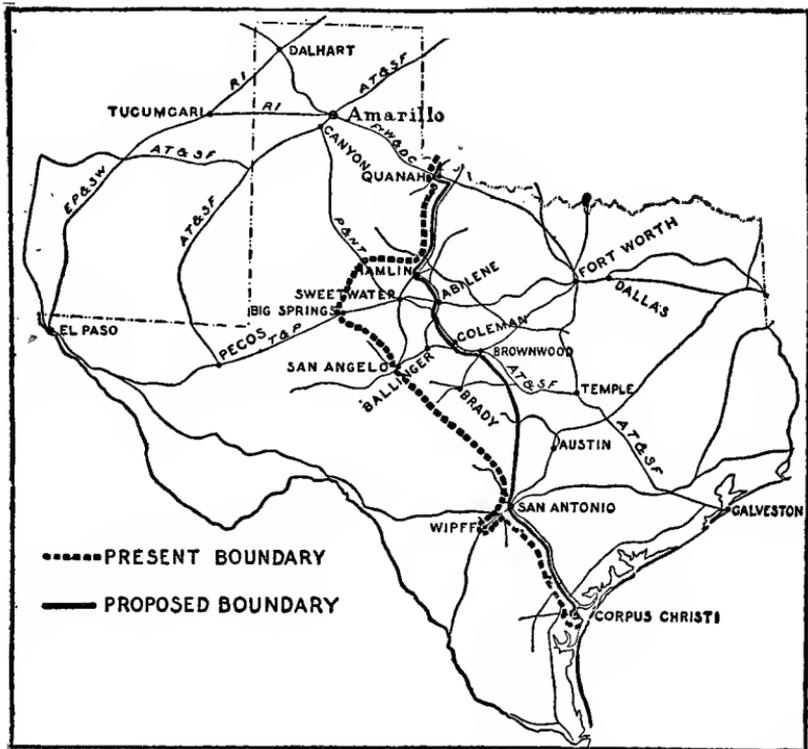 DALHART
RI
AT&SF
TUCUMCARI
RI
Amarillo
CANYON
FTW&DC
AT&SF
QUANAH
EP&SW
AT&SF
P&NT
HAMLIN
FORT WORTH
SWEETWATER
ABILENE
DALLAS
BIG SPRINGS
EL PASO
PECOS
T&P
COLEMAN
BROWNWOOD
SAN ANGELO
BALLINGER
AT&SF
TEMPLE
BRADY
AT&SF
AUSTIN
SAN ANTONIO
GALVESTON
WIPFF
PRESENT BOUNDARY
PROPOSED BOUNDARY
CORPUS CHRISTI